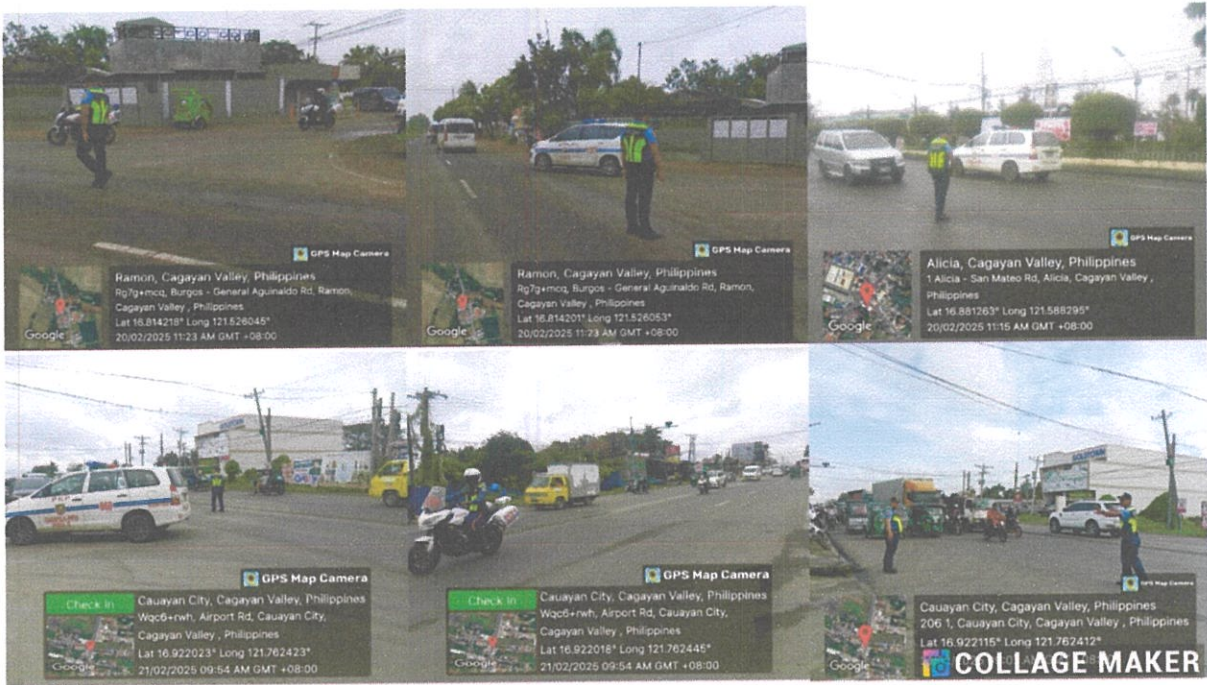 GPS Map Camera
Ramon, Cagayan Valley, Philippines
Rg7g+mcq, Burgos - General Aguinaldo Rd, Ramon,
Cagayan Valley , Philippines
Lat 16.814218° Long 121.526045°
20/02/2025 11:23 AM GMT +08:00
Google
GPS Map Camera
Ramon, Cagayan Valley, Philippines
Rg7g+mcq, Burgos - General Aguinaldo Rd, Ramon,
Cagayan Valley , Philippines
Lat 16.814201° Long 121.526053°
20/02/2025 11:23 AM GMT +08:00
Google
GPS Map Camera
Alicia, Cagayan Valley, Philippines
1 Alicia - San Mateo Rd, Alicia, Cagayan Valley ,
Philippines
Lat 16.881263° Long 121.588295°
20/02/2025 11:15 AM GMT +08:00
Google
PNP
GPS Map Camera
Check In
Cauayan City, Cagayan Valley, Philippines
Wqc6+rwh, Airport Rd, Cauayan City,
Cagayan Valley , Philippines
Lat 16.922023° Long 121.762423°
21/02/2025 09:54 AM GMT +08:00
Google
GPS Map Camera
Check In
Cauayan City, Cagayan Valley, Philippines
Wqc6+rwh, Airport Rd, Cauayan City,
Cagayan Valley , Philippines
Lat 16.922018° Long 121.762445°
21/02/2025 09:54 AM GMT +08:00
Google
GPS Map Camera
Cauayan City, Cagayan Valley, Philippines
206 1, Cauayan City, Cagayan Valley , Philippines
Lat 16.922115° Long 121.762412°
Google
COLLAGE MAKER